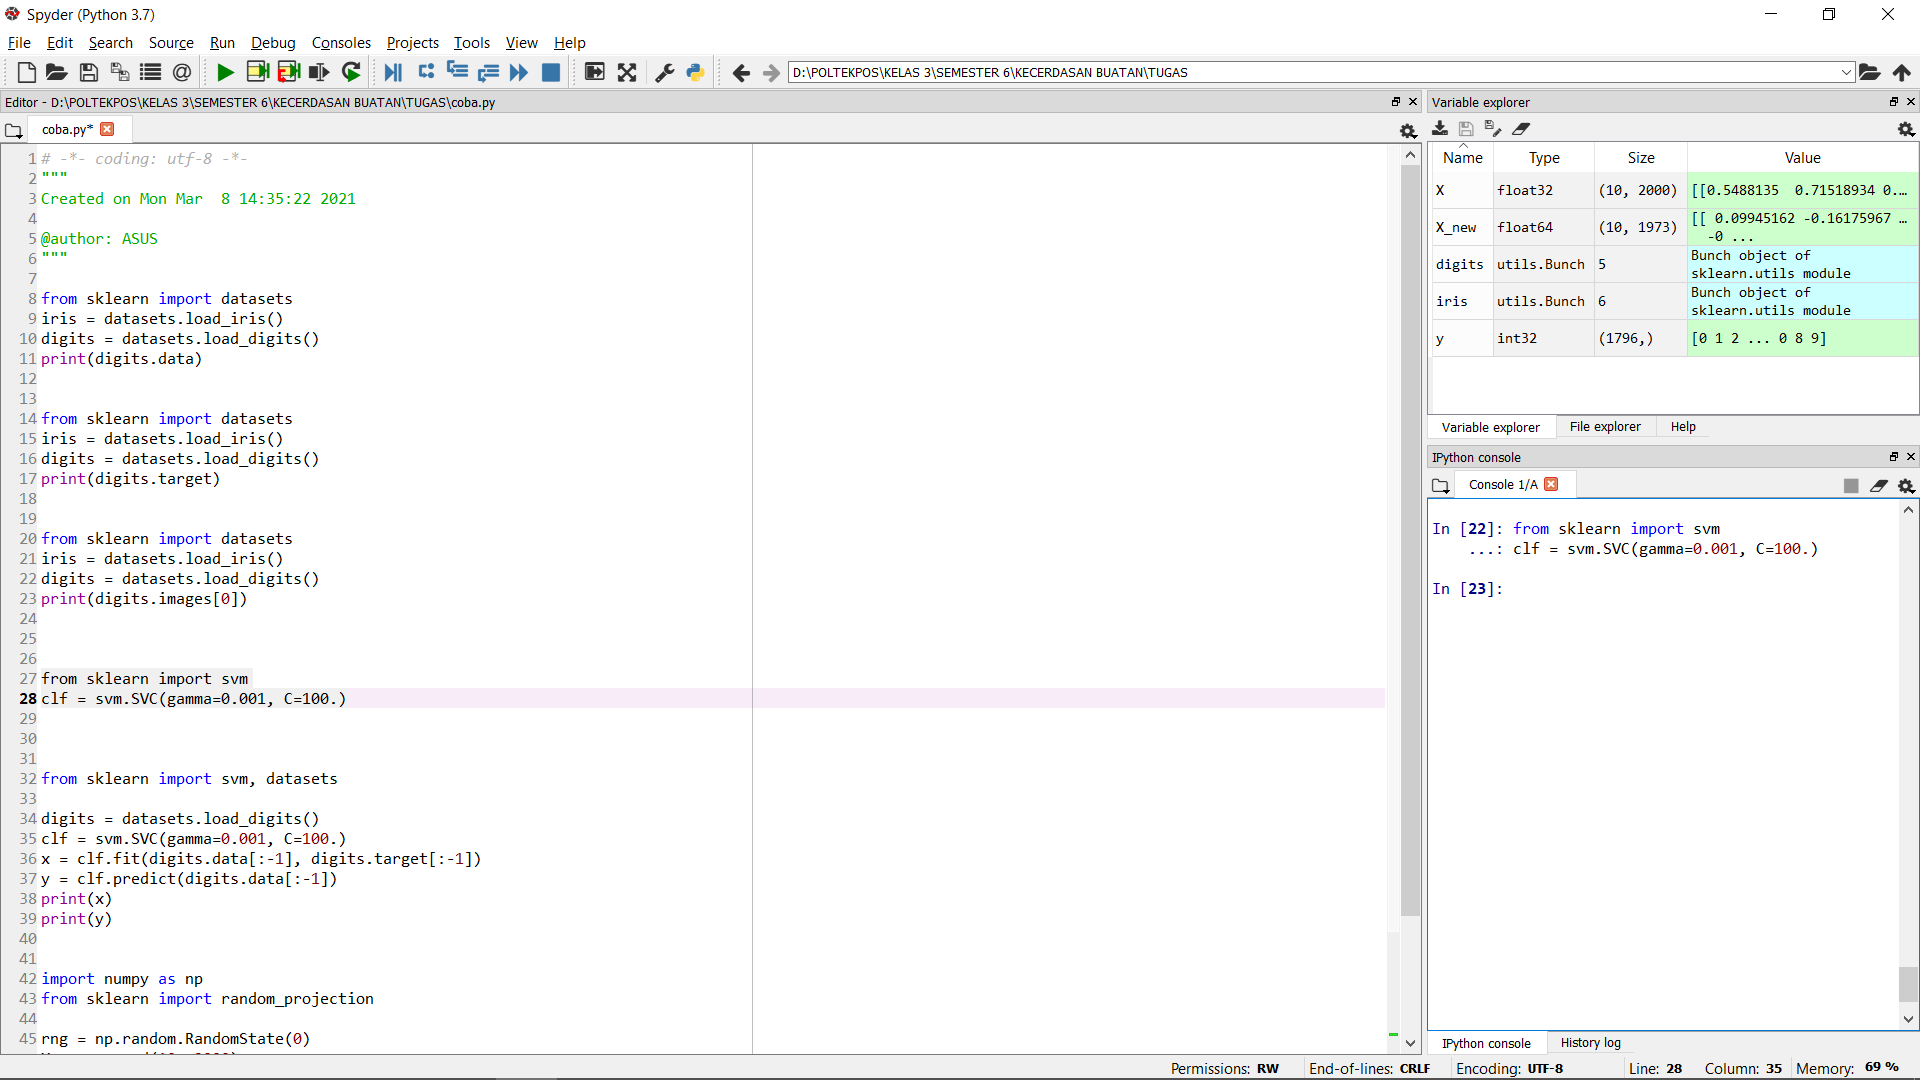 Spyder (Python 3.7)
File Edit Search Source Run Debug Consoles Projects Tools View Help
D:\POLTEKPOS\KELAS 3\SEMESTER 6\KECERDASAN BUATAN\TUGAS
Editor - D:\POLTEKPOS\KELAS 3\SEMESTER 6\KECERDASAN BUATAN\TUGAS\coba.py
coba.py*
1 # -*- coding: utf-8 -*-
2 """
3 Created on Mon Mar  8 14:35:22 2021
4
5 @author: ASUS
6 """
7
8 from sklearn import datasets
9 iris = datasets.load_iris()
10 digits = datasets.load_digits()
11 print(digits.data)
12
13
14 from sklearn import datasets
15 iris = datasets.load_iris()
16 digits = datasets.load_digits()
17 print(digits.target)
18
19
20 from sklearn import datasets
21 iris = datasets.load_iris()
22 digits = datasets.load_digits()
23 print(digits.images[0])
24
25
26
27 from sklearn import svm
28 clf = svm.SVC(gamma=0.001, C=100.)
29
30
31
32 from sklearn import svm, datasets
33
34 digits = datasets.load_digits()
35 clf = svm.SVC(gamma=0.001, C=100.)
36 x = clf.fit(digits.data[:-1], digits.target[:-1])
37 y = clf.predict(digits.data[:-1])
38 print(x)
39 print(y)
40
41
42 import numpy as np
43 from sklearn import random_projection
44
45 rng = np.random.RandomState(0)
Variable explorer
Name Type Size Value
X float32 (10, 2000) [[0.5488135  0.71518934 0.…
X_new float64 (10, 1973) [[ 0.09945162 -0.16175967 …
-0 ...
digits utils.Bunch 5 Bunch object of
sklearn.utils module
iris utils.Bunch 6 Bunch object of
sklearn.utils module
y int32 (1796,) [0 1 2 ... 0 8 9]
Variable explorer File explorer Help
IPython console
Console 1/A
In [22]: from sklearn import svm
...: clf = svm.SVC(gamma=0.001, C=100.)
In [23]:
IPython console History log
Permissions: RW End-of-lines: CRLF Encoding: UTF-8 Line: 28 Column: 35 Memory: 69 %